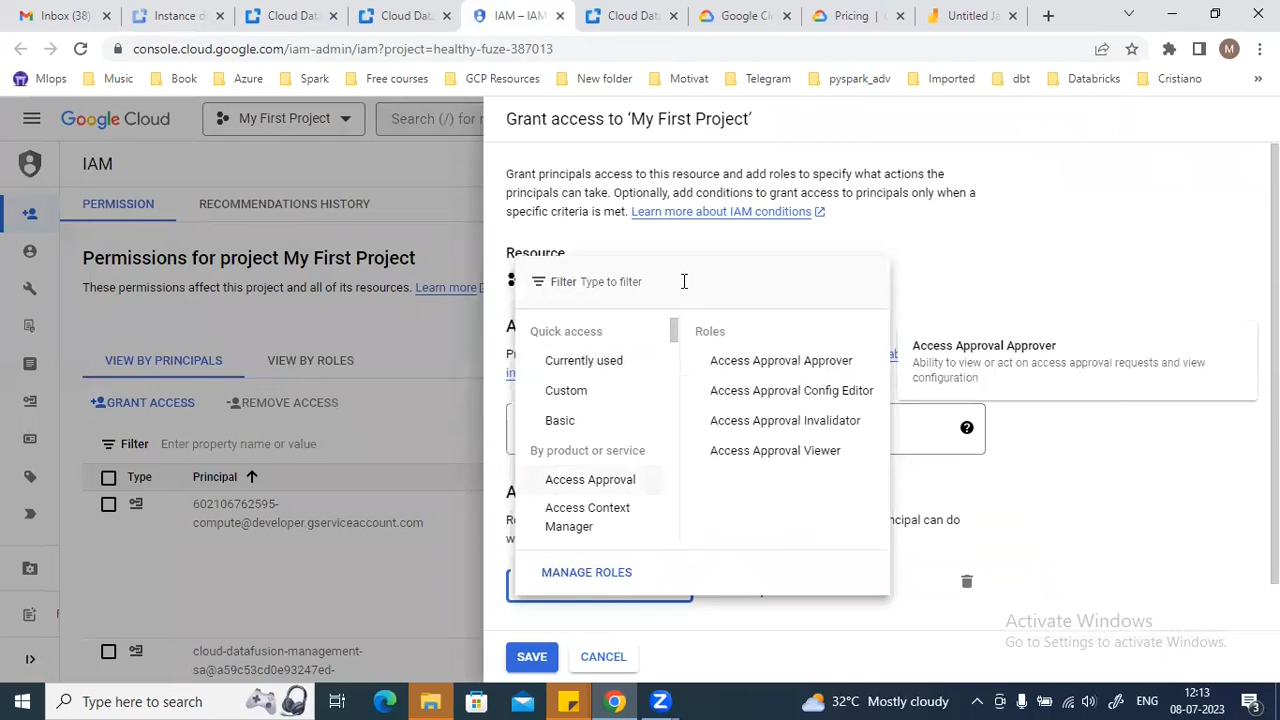 Inbox (38)
Instance d
Cloud Dat
Cloud Dat
IAM – IAM
Cloud Dat
Google Cl
Pricing |
Untitled Ja
console.cloud.google.com/iam-admin/iam?project=healthy-fuze-387013
M
Mlops
Music
Book
Azure
Spark
Free courses
GCP Resources
New folder
Motivat
Telegram
pyspark_adv
Imported
dbt
Databricks
Cristiano
»
Google Cloud
My First Project
Search (/) for r
IAM
PERMISSION
RECOMMENDATIONS HISTORY
Permissions for project My First Project
These permissions affect this project and all of its resources. Learn more
VIEW BY PRINCIPALS
VIEW BY ROLES
GRANT ACCESS
REMOVE ACCESS
Filter Enter property name or value
Type
Principal
602106762595-
compute@developer.gserviceaccount.com
cloud-datafusion-management-
sa@a59c53cd0e93247ed-
Grant access to ‘My First Project’
Grant principals access to this resource and add roles to specify what actions the
principals can take. Optionally, add conditions to grant access to principals only when a
specific criteria is met. Learn more about IAM conditions
Resource
Filter Type to filter
Quick access
Currently used
Custom
Basic
By product or service
Access Approval
Access Context
Manager
Roles
Access Approval Approver
Access Approval Config Editor
Access Approval Invalidator
Access Approval Viewer
MANAGE ROLES
Access Approval Approver
Ability to view or act on access approval requests and view
configuration
ncipal can do
SAVE
CANCEL
Activate Windows
Go to Settings to activate Windows.
Type here to search
32°C Mostly cloudy
ENG
12:13
08-07-2023
3